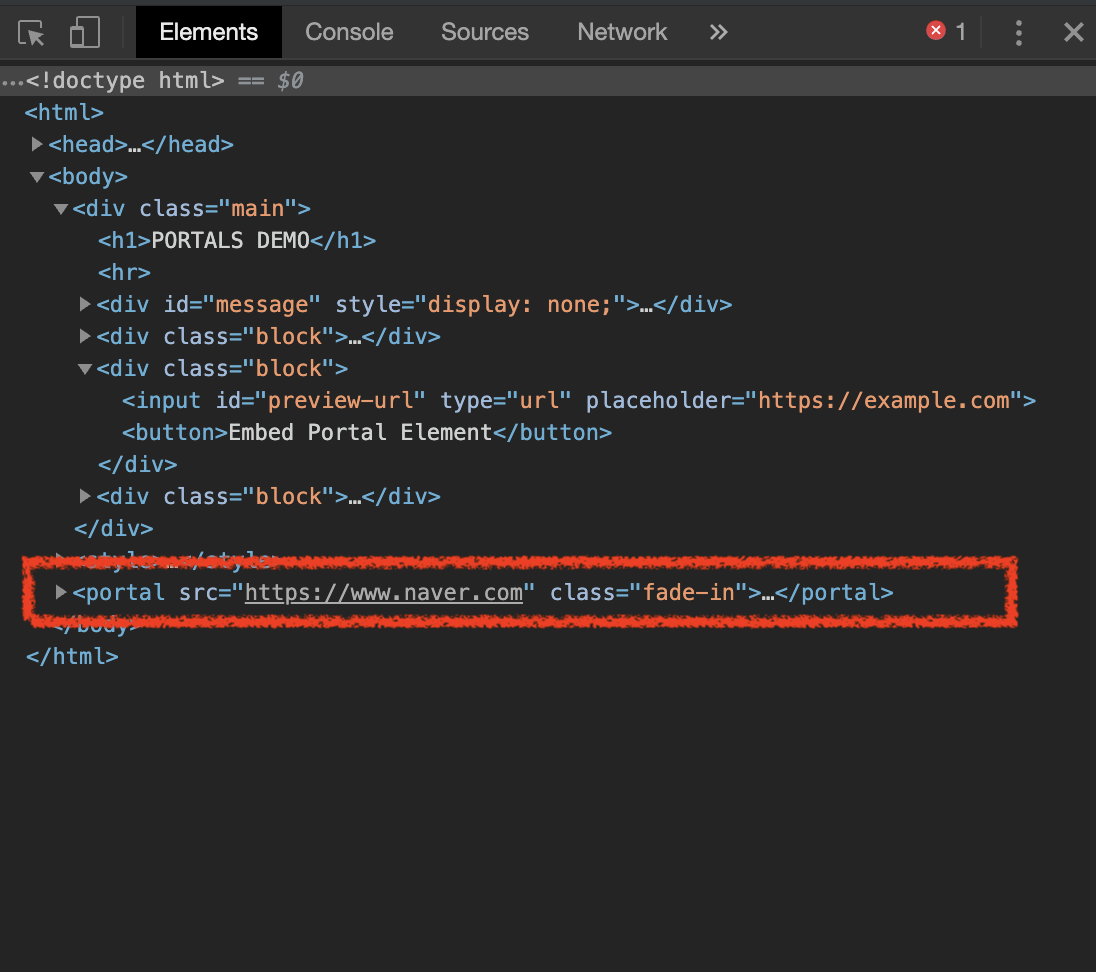 Elements Console Sources Network » 1
…<!doctype html> == $0
<html>
<head>…</head>
<body>
<div class="main">
<h1>PORTALS DEMO</h1>
<hr>
<div id="message" style="display: none;">…</div>
<div class="block">…</div>
<div class="block">
<input id="preview-url" type="url" placeholder="https://example.com">
<button>Embed Portal Element</button>
</div>
<div class="block">…</div>
</div>
<style>…</style>
<portal src="https://www.naver.com" class="fade-in">…</portal>
</body>
</html>